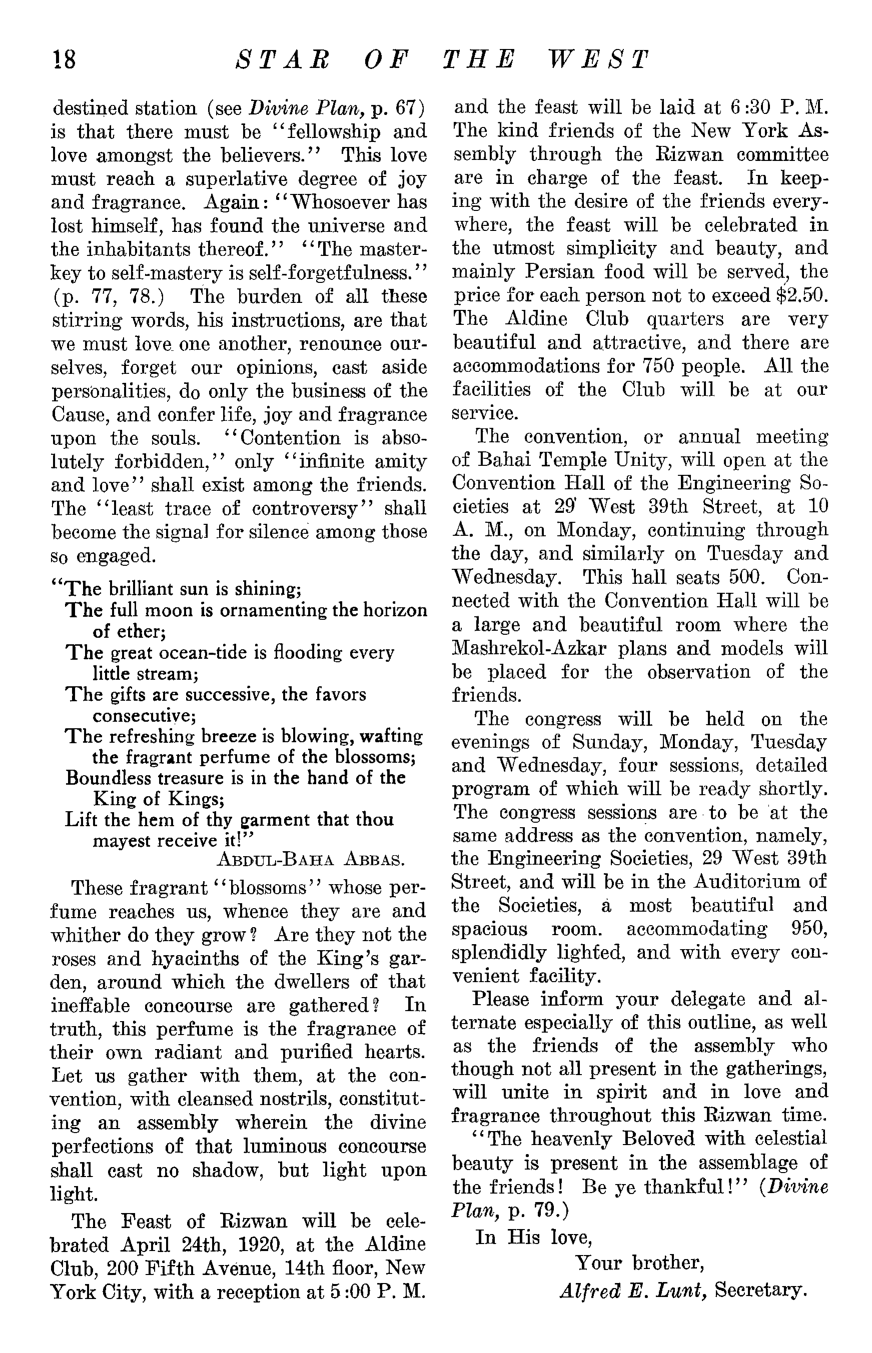 18 STAR OF THE WEST
destined station (see Divine Plan, p. 67)
is that there must be “fellowship and
love amongst the believers.” This love
must reach a superlative degree of joy
and fragrance. Again: “Whosoever has
lost himself, has found the universe and
the inhabitants thereof.” “The master-
key to self-mastery is self-forgetfulness.”
(p. 77, 78.) The burden of all these
stirring words, his instructions, are that
we must love one another, renounce our-
selves, forget our opinions, cast aside
personalities, do only the business of the
Cause, and confer life, joy and fragrance
upon the souls. “Contention is abso-
lutely forbidden,” only “infinite amity
and love” shall exist among the friends.
The “least trace of controversy” shall
become the signal for silence among those
so engaged.
“The brilliant sun is shining;
The full moon is ornamenting the horizon
of ether;
The great ocean-tide is flooding every
little stream;
The gifts are successive, the favors
consecutive;
The refreshing breeze is blowing, wafting
the fragrant perfume of the blossoms;
Boundless treasure is in the hand of the
King of Kings;
Lift the hem of thy garment that thou
mayest receive it!”
ABDUL-BAHA ABBAS.
These fragrant “blossoms” whose per-
fume reaches us, whence they are and
whither do they grow? Are they not the
roses and hyacinths of the King’s gar-
den, around which the dwellers of that
ineffable concourse are gathered? In
truth, this perfume is the fragrance of
their own radiant and purified hearts.
Let us gather with them, at the con-
vention, with cleansed nostrils, constitut-
ing an assembly wherein the divine
perfections of that luminous concourse
shall cast no shadow, but light upon
light.
The Feast of Rizwan will be cele-
brated April 24th, 1920, at the Aldine
Club, 200 Fifth Avenue, 14th floor, New
York City, with a reception at 5:00 P. M.
and the feast will be laid at 6:30 P. M.
The kind friends of the New York As-
sembly through the Rizwan committee
are in charge of the feast. In keep-
ing with the desire of the friends every-
where, the feast will be celebrated in
the utmost simplicity and beauty, and
mainly Persian food will be served, the
price for each person not to exceed $2.50.
The Aldine Club quarters are very
beautiful and attractive, and there are
accommodations for 750 people. All the
facilities of the Club will be at our
service.
The convention, or annual meeting
of Bahai Temple Unity, will open at the
Convention Hall of the Engineering So-
cieties at 29 West 39th Street, at 10
A. M., on Monday, continuing through
the day, and similarly on Tuesday and
Wednesday. This hall seats 500. Con-
nected with the Convention Hall will be
a large and beautiful room where the
Mashrekol-Azkar plans and models will
be placed for the observation of the
friends.
The congress will be held on the
evenings of Sunday, Monday, Tuesday
and Wednesday, four sessions, detailed
program of which will be ready shortly.
The congress sessions are to be at the
same address as the convention, namely,
the Engineering Societies, 29 West 39th
Street, and will be in the Auditorium of
the Societies, a most beautiful and
spacious room. accommodating 950,
splendidly lighted, and with every con-
venient facility.
Please inform your delegate and al-
ternate especially of this outline, as well
as the friends of the assembly who
though not all present in the gatherings,
will unite in spirit and in love and
fragrance throughout this Rizwan time.
“The heavenly Beloved with celestial
beauty is present in the assemblage of
the friends! Be ye thankful!” (Divine
Plan, p. 79.)
In His love,
Your brother,
Alfred E. Lunt, Secretary.